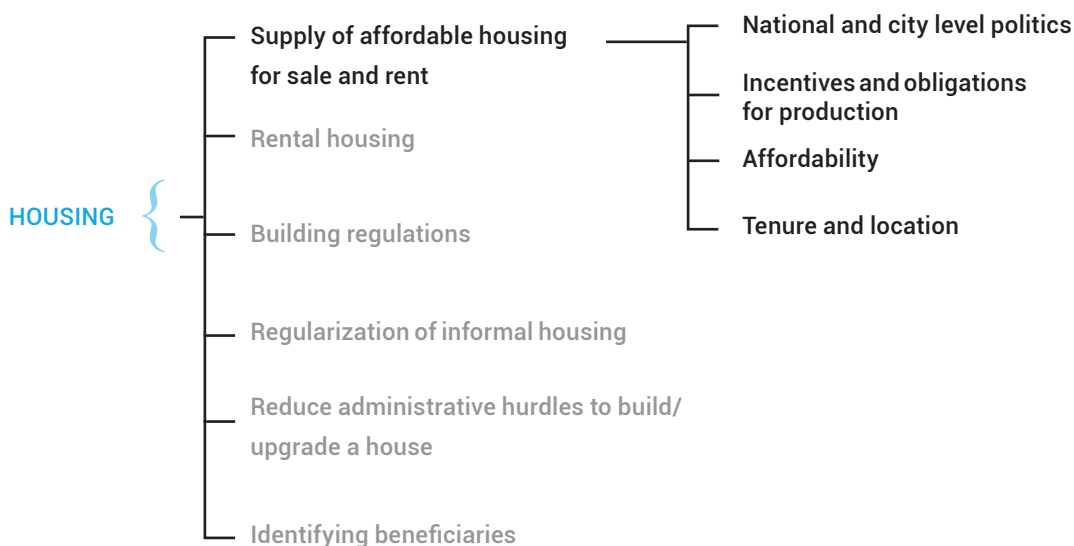 HOUSING
Supply of affordable housing
for sale and rent
Rental housing
Building regulations
Regularization of informal housing
Reduce administrative hurdles to build/
upgrade a house
Identifying beneficiaries
National and city level politics
Incentives and obligations
for production
Affordability
Tenure and location